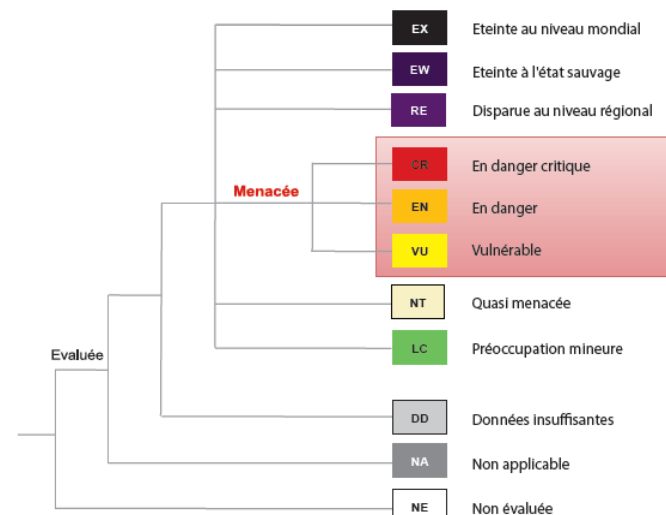 EX Eteinte au niveau mondial
EW Eteinte à l'état sauvage
RE Disparue au niveau régional
CR En danger critique
Menacée
EN En danger
VU Vulnérable
NT Quasi menacée
LC Préoccupation mineure
Evaluée
DD Données insuffisantes
NA Non applicable
NE Non évaluée